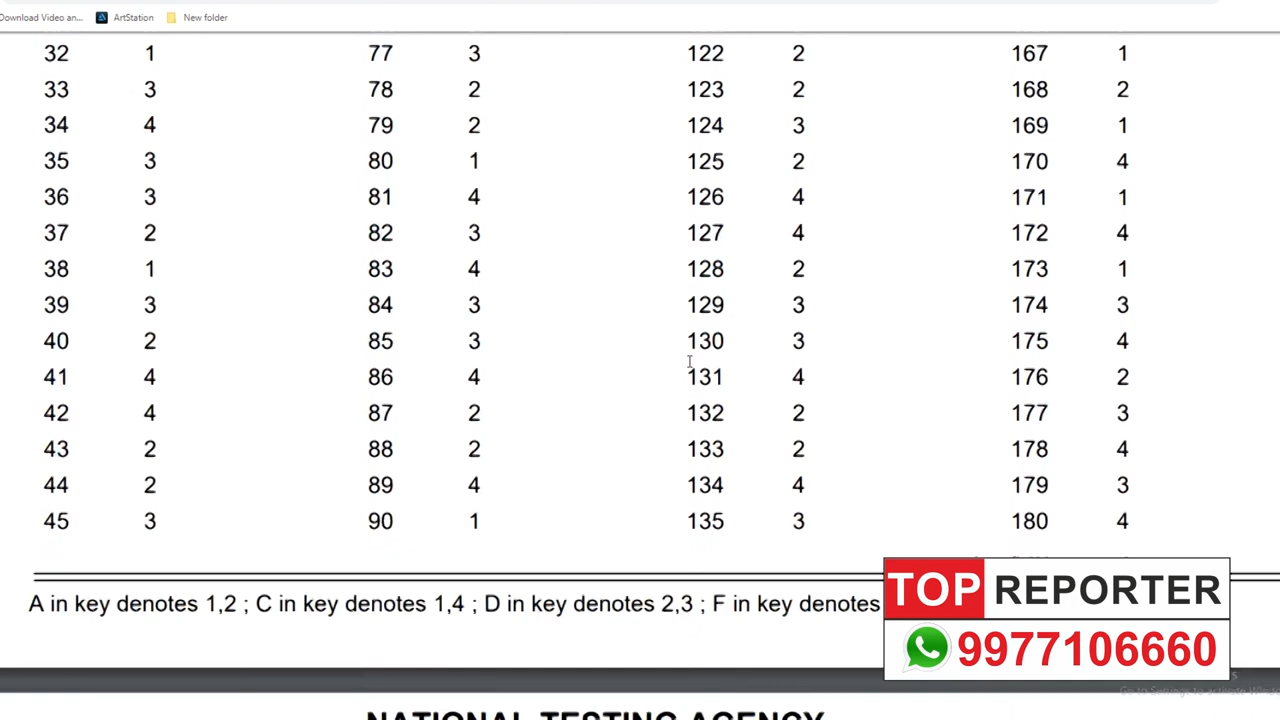 Download Video an... ArtStation New folder
32 1 77 3 122 2 167 1
33 3 78 2 123 2 168 2
34 4 79 2 124 3 169 1
35 3 80 1 125 2 170 4
36 3 81 4 126 4 171 1
37 2 82 3 127 4 172 4
38 1 83 4 128 2 173 1
39 3 84 3 129 3 174 3
40 2 85 3 130 3 175 4
41 4 86 4 131 4 176 2
42 4 87 2 132 2 177 3
43 2 88 2 133 2 178 4
44 2 89 4 134 4 179 3
45 3 90 1 135 3 180 4
A in key denotes 1,2 ; C in key denotes 1,4 ; D in key denotes 2,3 ; F in key denotes
TOP REPORTER
9977106660
NATIONAL TESTING AGENCY